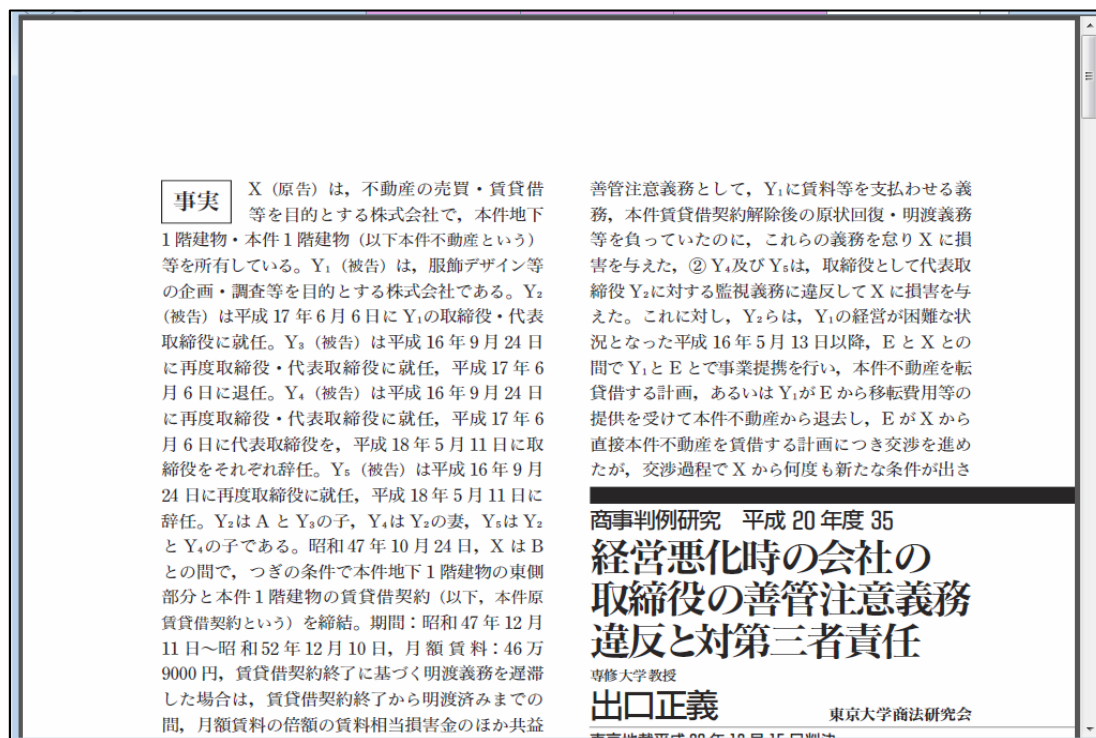 事実
X（原告）は，不動産の売買・賃貸借
等を目的とする株式会社で，本件地下
1階建物・本件1階建物（以下本件不動産という）
等を所有している。Y₁（被告）は，服飾デザイン等
の企画・調査等を目的とする株式会社である。Y₂
（被告）は平成17年6月6日にY₁の取締役・代表
取締役に就任。Y₃（被告）は平成16年9月24日
に再度取締役・代表取締役に就任，平成17年6
月6日に退任。Y₄（被告）は平成16年9月24日
に再度取締役・代表取締役に就任，平成17年6
月6日に代表取締役を，平成18年5月11日に取
締役をそれぞれ辞任。Y₅（被告）は平成16年9月
24日に再度取締役に就任，平成18年5月11日に
辞任。Y₂はAとY₃の子，Y₄はY₂の妻，Y₅はY₂
とY₄の子である。昭和47年10月24日，XはB
との間で，つぎの条件で本件地下1階建物の東側
部分と本件1階建物の賃貸借契約（以下，本件原
賃貸借契約という）を締結。期間：昭和47年12月
11日～昭和52年12月10日，月額賃料：46万
9000円，賃貸借契約終了に基づく明渡義務を遅滞
した場合は，賃貸借契約終了から明渡済みまでの
間，月額賃料の倍額の賃料相当損害金のほか共益
善管注意義務として，Y₁に賃料等を支払わせる義
務，本件賃貸借契約解除後の原状回復・明渡義務
等を負っていたのに，これらの義務を怠りXに損
害を与えた，②Y₄及びY₅は，取締役として代表取
締役Y₂に対する監視義務に違反してXに損害を与
えた。これに対し，Y₂らは，Y₁の経営が困難な状
況となった平成16年5月13日以降，EとXとの
間でY₁とEとで事業提携を行い，本件不動産を転
貸借する計画，あるいはY₁がEから移転費用等の
提供を受けて本件不動産から退去し，EがXから
直接本件不動産を賃借する計画につき交渉を進め
たが，交渉過程でXから何度も新たな条件が出さ
商事判例研究　平成20年度35
経営悪化時の会社の
取締役の善管注意義務
違反と対第三者責任
専修大学教授
出口正義
東京大学商法研究会